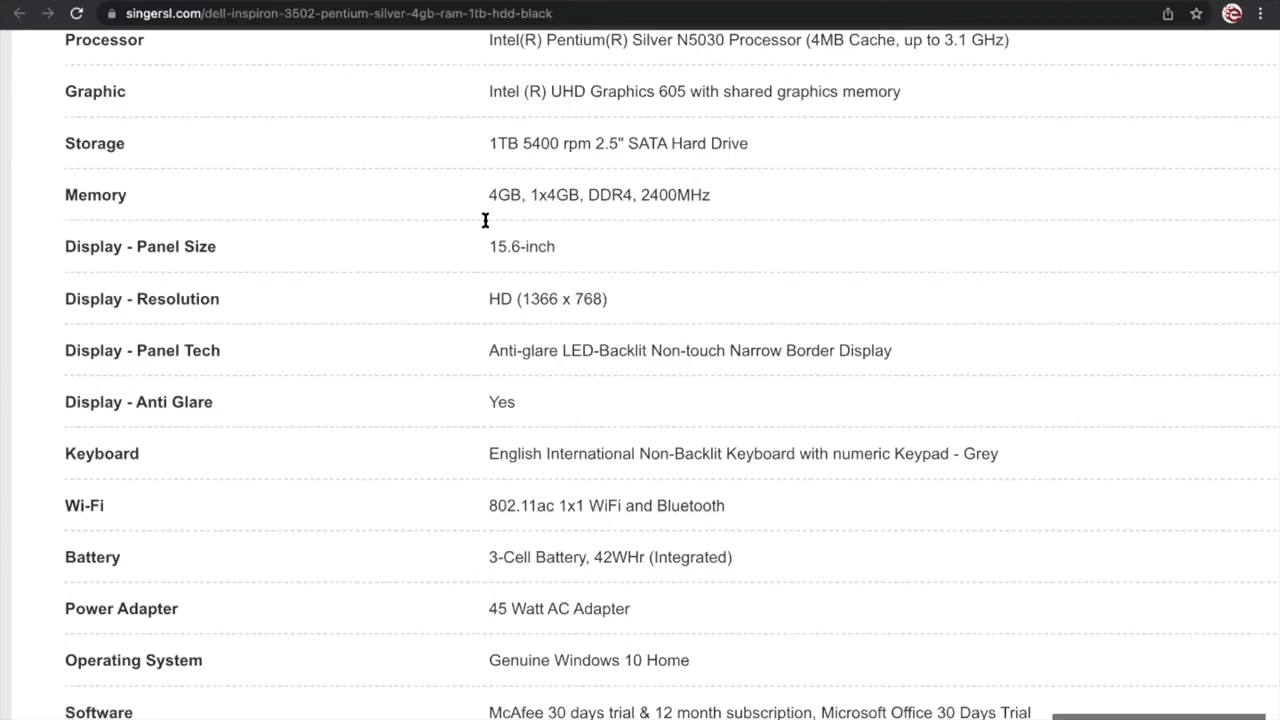 singersl.com/dell-inspiron-3502-pentium-silver-4gb-ram-1tb-hdd-black
Processor Intel(R) Pentium(R) Silver N5030 Processor (4MB Cache, up to 3.1 GHz)
Graphic Intel (R) UHD Graphics 605 with shared graphics memory
Storage 1TB 5400 rpm 2.5" SATA Hard Drive
Memory 4GB, 1x4GB, DDR4, 2400MHz
Display - Panel Size 15.6-inch
Display - Resolution HD (1366 x 768)
Display - Panel Tech Anti-glare LED-Backlit Non-touch Narrow Border Display
Display - Anti Glare Yes
Keyboard English International Non-Backlit Keyboard with numeric Keypad - Grey
Wi-Fi 802.11ac 1x1 WiFi and Bluetooth
Battery 3-Cell Battery, 42WHr (Integrated)
Power Adapter 45 Watt AC Adapter
Operating System Genuine Windows 10 Home
Software McAfee 30 days trial & 12 month subscription, Microsoft Office 30 Days Trial